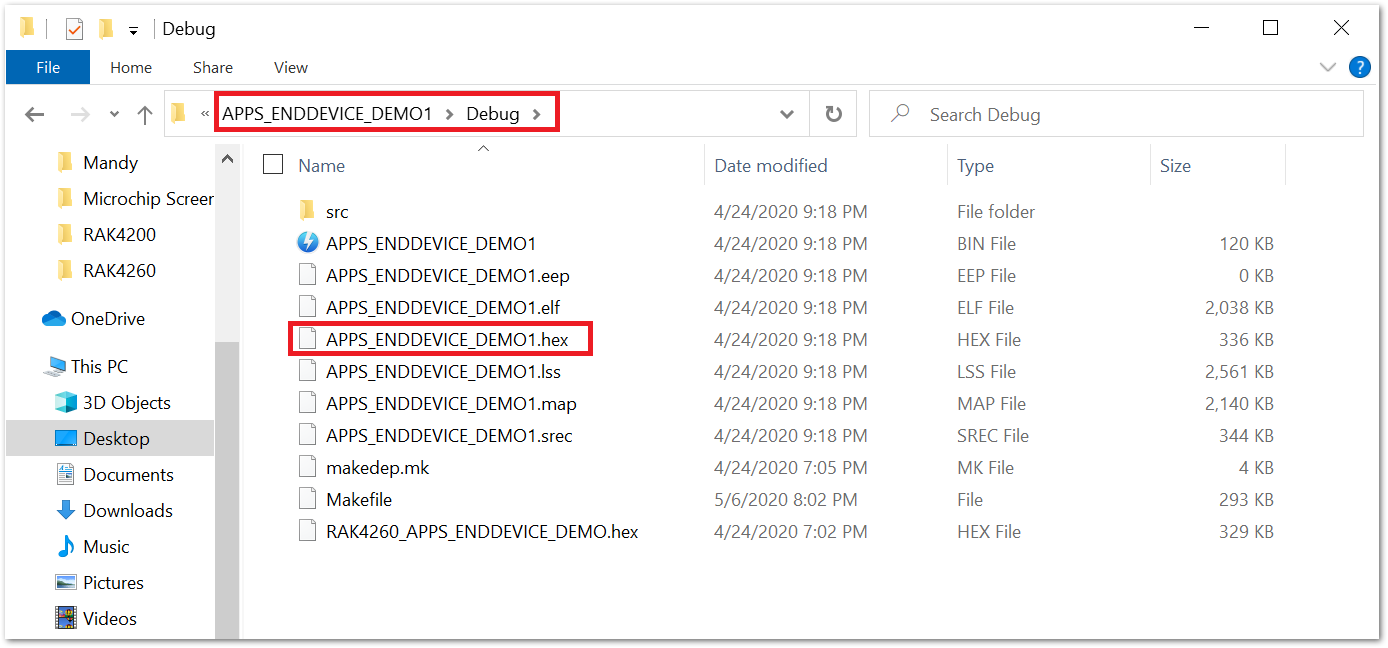 Debug
File Home Share View ?
« APPS_ENDDEVICE_DEMO1 > Debug > Search Debug
Mandy
Microchip Screer
RAK4200
RAK4260
OneDrive
This PC
3D Objects
Desktop
Documents
Downloads
Music
Pictures
Videos
Name Date modified Type Size
src 4/24/2020 9:18 PM File folder
APPS_ENDDEVICE_DEMO1 4/24/2020 9:18 PM BIN File 120 KB
APPS_ENDDEVICE_DEMO1.eep 4/24/2020 9:18 PM EEP File 0 KB
APPS_ENDDEVICE_DEMO1.elf 4/24/2020 9:18 PM ELF File 2,038 KB
APPS_ENDDEVICE_DEMO1.hex 4/24/2020 9:18 PM HEX File 336 KB
APPS_ENDDEVICE_DEMO1.lss 4/24/2020 9:18 PM LSS File 2,561 KB
APPS_ENDDEVICE_DEMO1.map 4/24/2020 9:18 PM MAP File 2,140 KB
APPS_ENDDEVICE_DEMO1.srec 4/24/2020 9:18 PM SREC File 344 KB
makedep.mk 4/24/2020 7:05 PM MK File 4 KB
Makefile 5/6/2020 8:02 PM File 293 KB
RAK4260_APPS_ENDDEVICE_DEMO.hex 4/24/2020 7:02 PM HEX File 329 KB